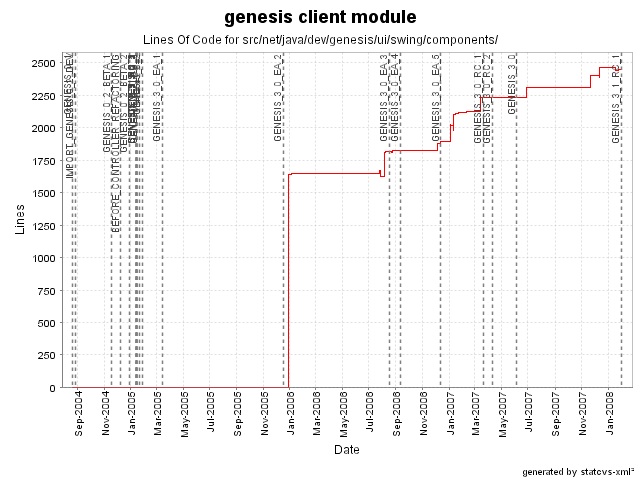 genesis client module
Lines Of Code for src/net/java/dev/genesis/ui/swing/components/
Lines
2500
2250
2000
1750
1500
1250
1000
750
500
250
0
GENESIS_0_2_BETA_1
BEFORE_CONTROLLER_REFACTORING
GENESIS_0_2_BETA_2
GENESIS_3_0_EA_1
GENESIS_3_0_EA_2
GENESIS_3_0_EA_3
GENESIS_3_0_EA_4
GENESIS_3_0_EA_5
GENESIS_3_0_RC_1
GENESIS_3_0_RC_2
GENESIS_3_0
GENESIS_3_1_RC_1
Sep-2004
Nov-2004
Jan-2005
Mar-2005
May-2005
Jul-2005
Sep-2005
Nov-2005
Jan-2006
Mar-2006
May-2006
Jul-2006
Sep-2006
Nov-2006
Jan-2007
Mar-2007
May-2007
Jul-2007
Sep-2007
Nov-2007
Jan-2008
Date
generated by statcvs-xml²